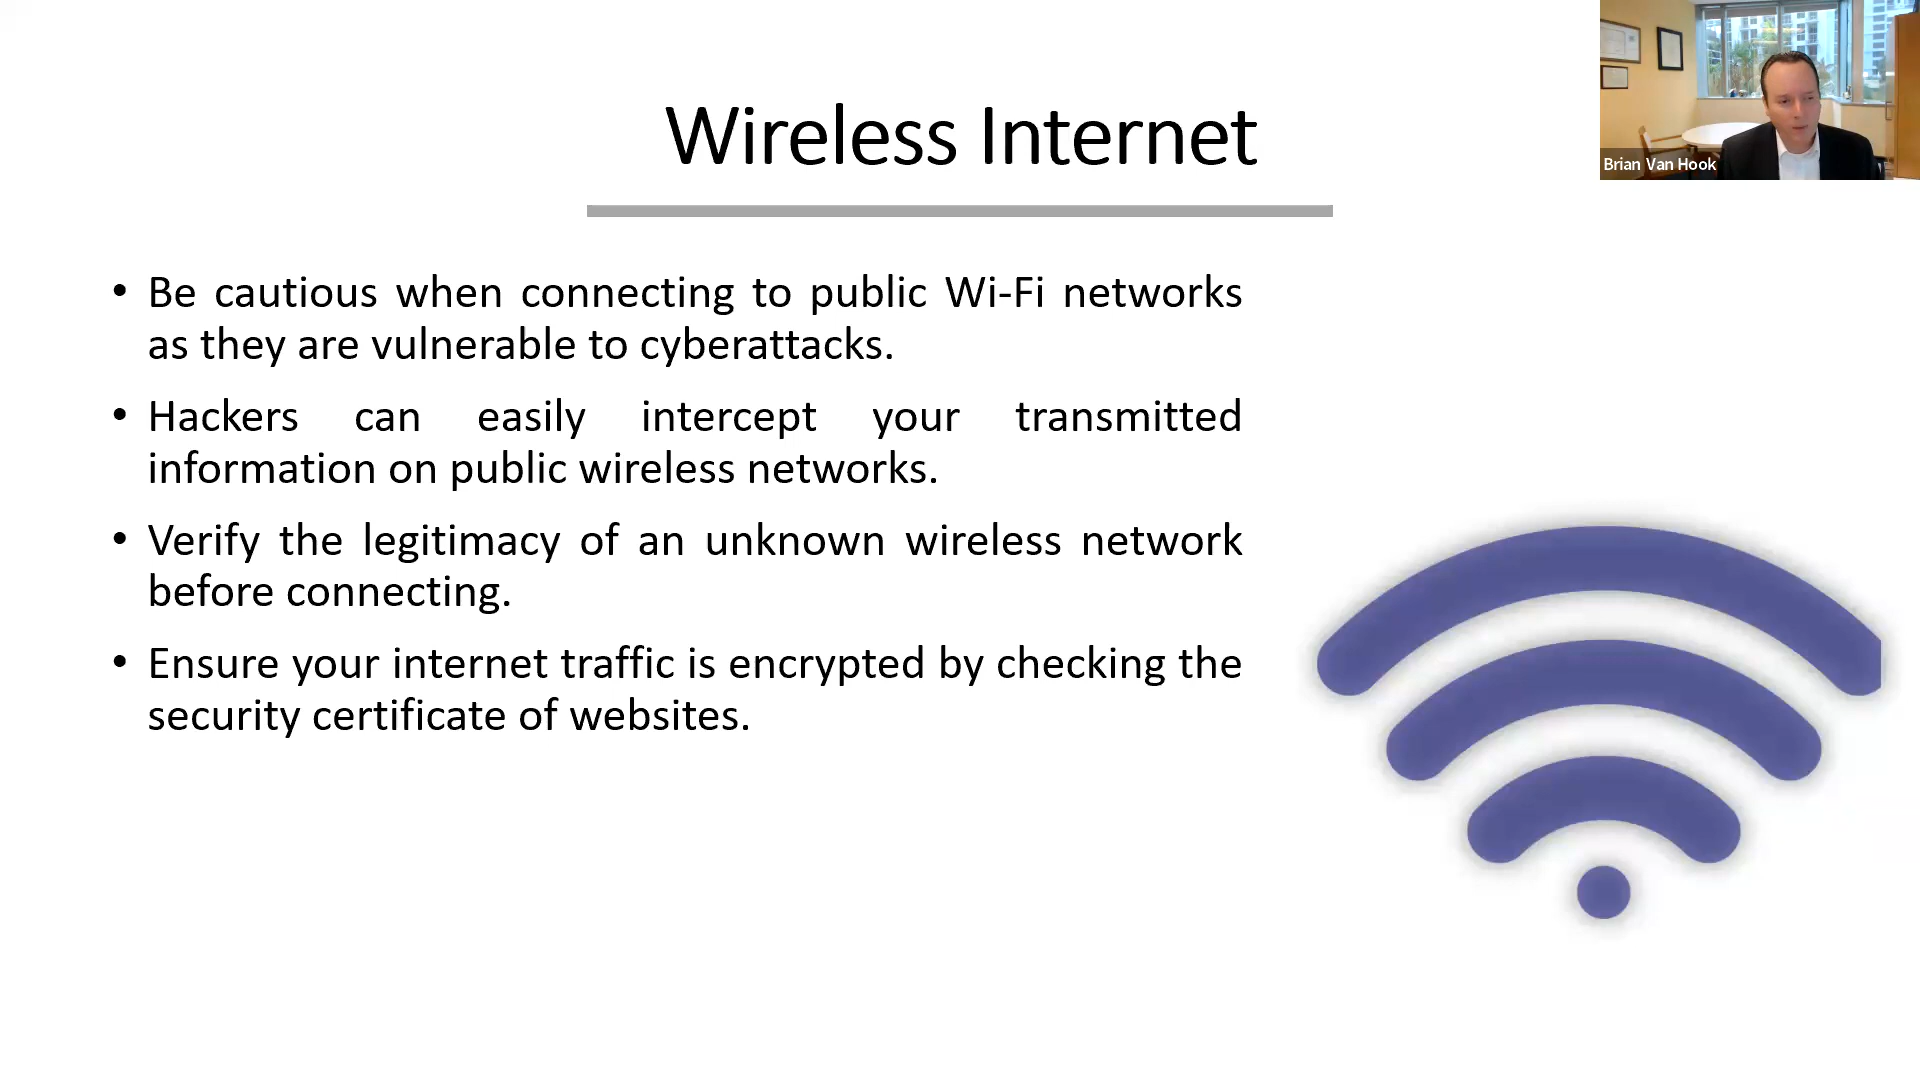 Wireless Internet
Brian Van Hook
• Be cautious when connecting to public Wi-Fi networks
as they are vulnerable to cyberattacks.
• Hackers can easily intercept your transmitted
information on public wireless networks.
• Verify the legitimacy of an unknown wireless network
before connecting.
• Ensure your internet traffic is encrypted by checking the
security certificate of websites.